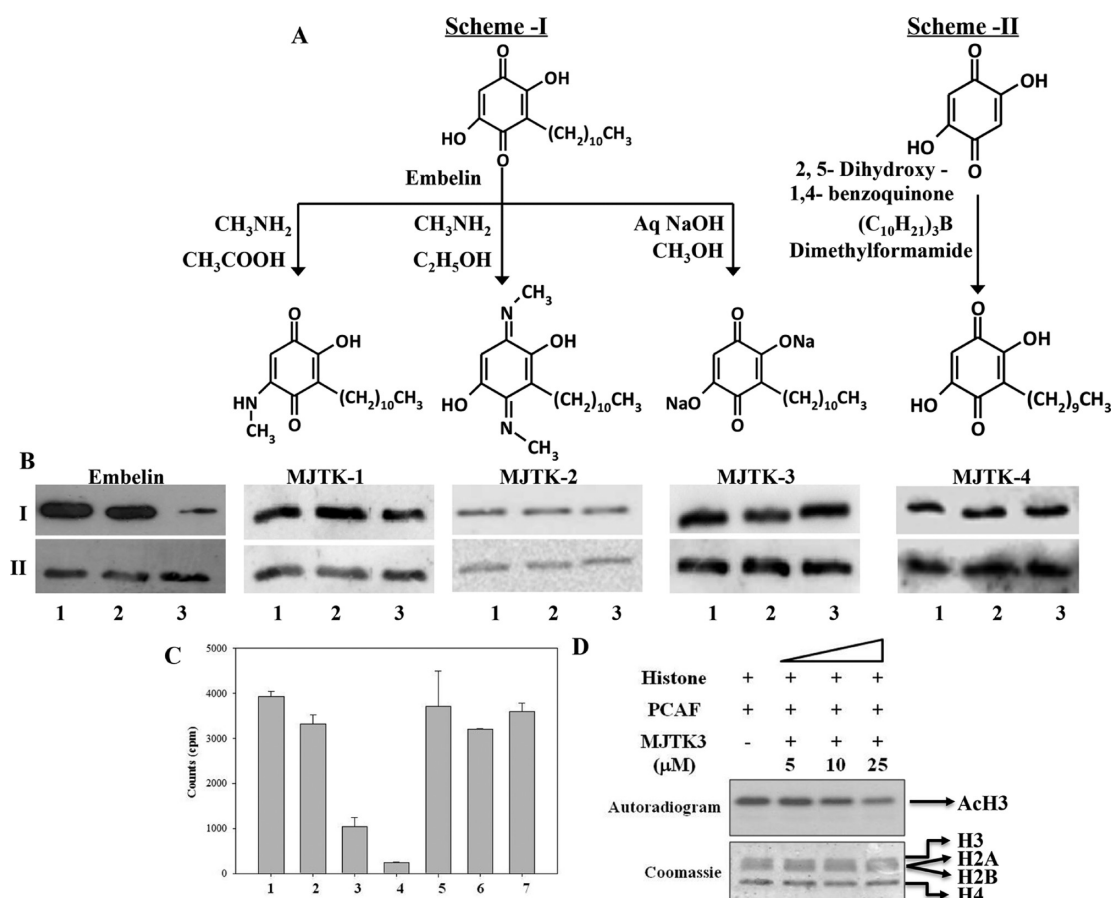 A
Scheme -I
Scheme -II
O
OH
HO
(CH2)10CH3
O
Embelin
O
OH
HO
O
2, 5- Dihydroxy -
1,4- benzoquinone
(C10H21)3B
Dimethylformamide
CH3NH2
CH3COOH
CH3NH2
C2H5OH
Aq NaOH
CH3OH
O
OH
HN
CH3
O
(CH2)10CH3
CH3
N
OH
HO
N
CH3
(CH2)10CH3
O
ONa
NaO
O
(CH2)10CH3
O
OH
HO
O
(CH2)9CH3
B
Embelin MJTK-1 MJTK-2 MJTK-3 MJTK-4
I
II
1 2 3 1 2 3 1 2 3 1 2 3 1 2 3
C
Counts (cpm)
5000
4000
3000
2000
1000
0
1 2 3 4 5 6 7
D
Histone + + + +
PCAF + + + +
MJTK3 - + + +
(μM) 5 10 25
Autoradiogram
AcH3
Coomassie
H3
H2A
H2B
H4